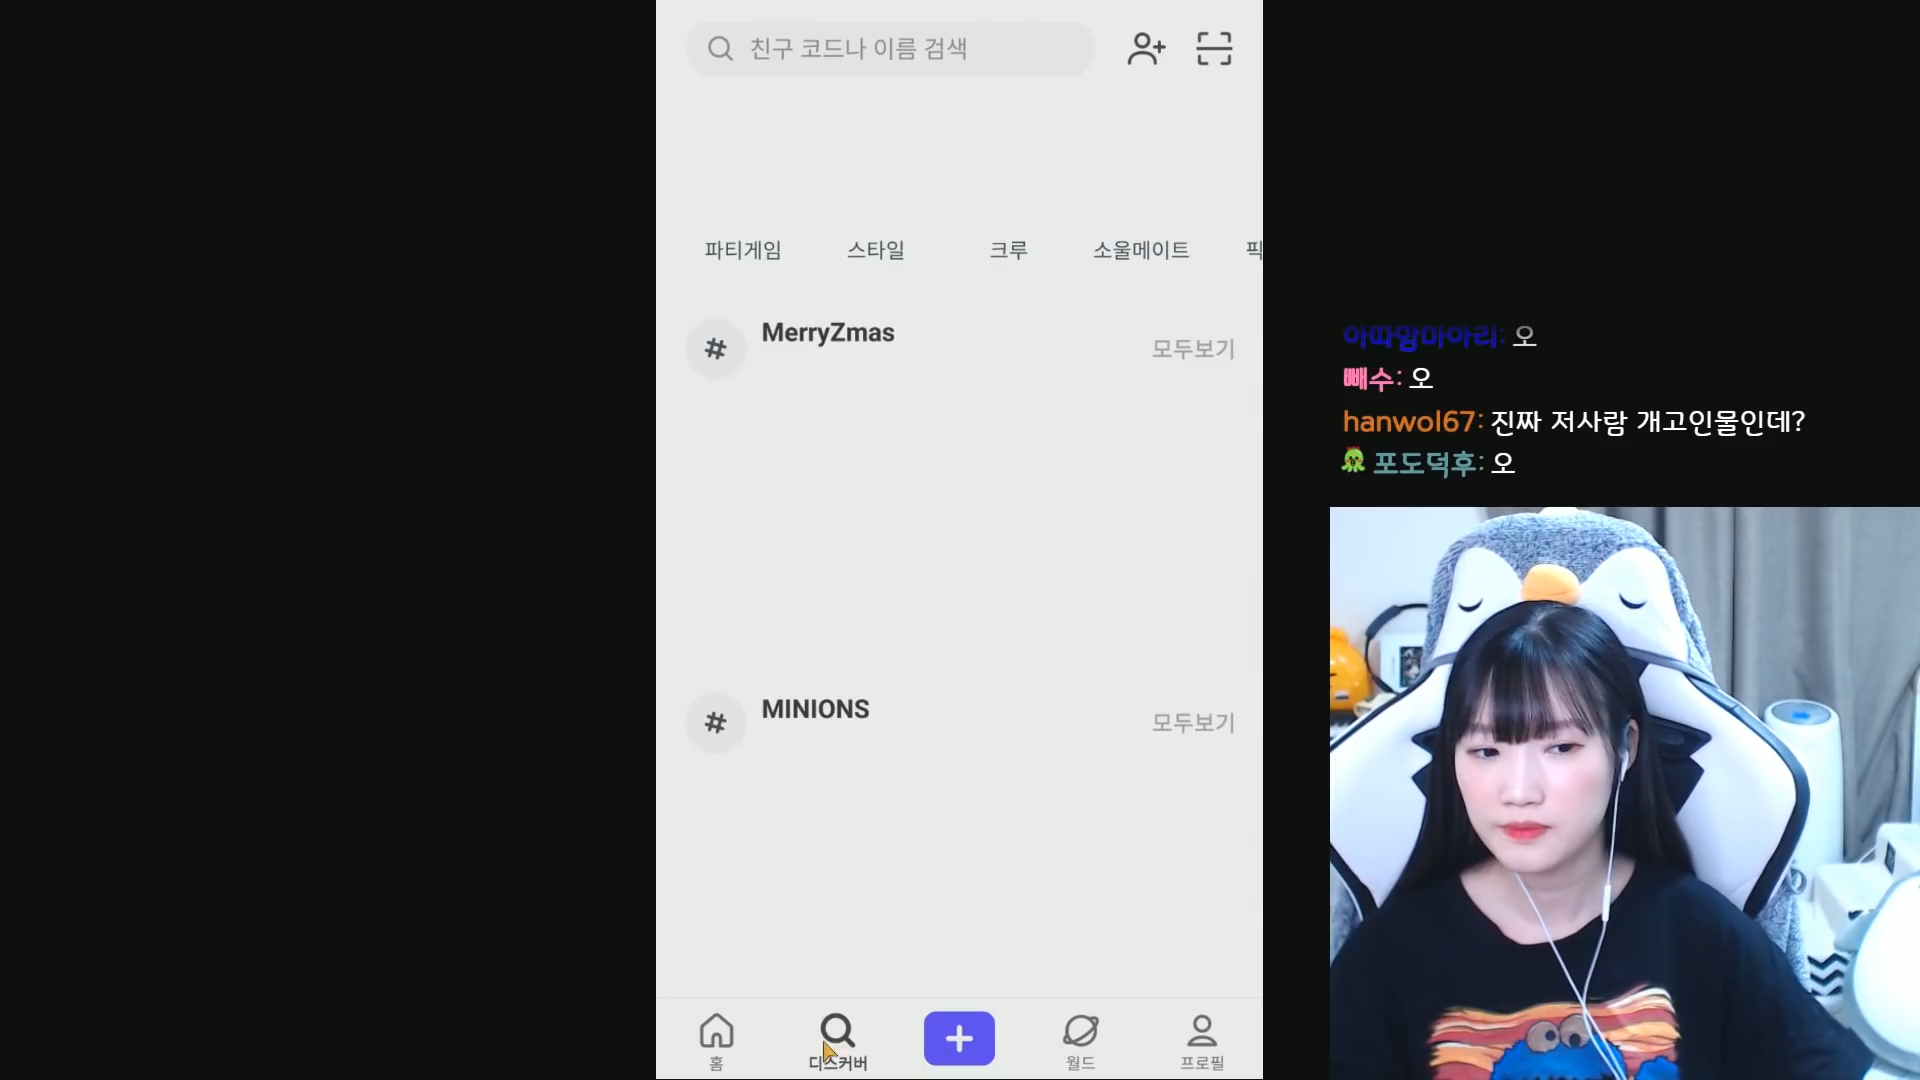 친구 코드나 이름 검색
파티게임 스타일 크루 소울메이트 픽
# MerryZmas 모두보기
# MINIONS 모두보기
홈 디스커버 월드 프로필
아따맘마아리: 오
빼수: 오
hanwol67: 진짜 저사람 개고인물인데?
포도덕후: 오